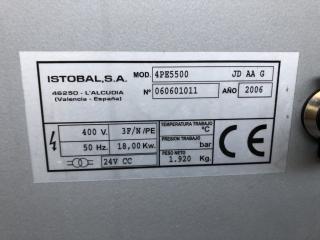 ISTOBAL, S.A.
46250 - L'ALCUDIA
(Valencia - España)
MOD. 4PE5500 JD AA G
Nº 060601011 AÑO 2006
400 V. 3F/N/PE
50 Hz. 18,00 Kw.
24V CC
TEMPERATURA TRABAJO
°C
PRESION TRABAJO
bar
PESO NETO
1.920 Kg.
CE